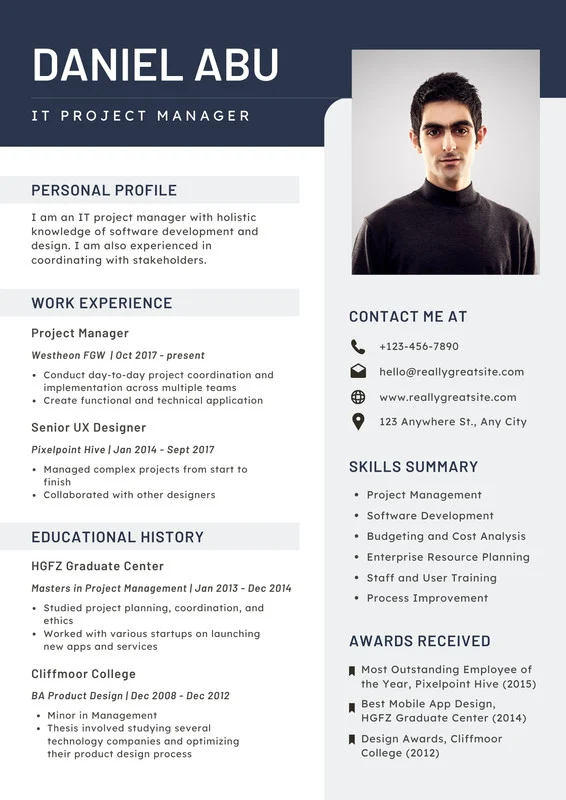 DANIEL ABU
IT PROJECT MANAGER
PERSONAL PROFILE
I am an IT project manager with holistic
knowledge of software development and
design. I am also experienced in
coordinating with stakeholders.
WORK EXPERIENCE
Project Manager
Westheon FGW | Oct 2017 - present
• Conduct day-to-day project coordination and
implementation across multiple teams
• Create functional and technical application
Senior UX Designer
Pixelpoint Hive | Jan 2014 - Sept 2017
• Managed complex projects from start to
finish
• Collaborated with other designers
EDUCATIONAL HISTORY
HGFZ Graduate Center
Masters in Project Management | Jan 2013 - Dec 2014
• Studied project planning, coordination, and
ethics
• Worked with various startups on launching
new apps and services
Cliffmoor College
BA Product Design | Dec 2008 - Dec 2012
• Minor in Management
• Thesis involved studying several
technology companies and optimizing
their product design process
CONTACT ME AT
+123-456-7890
hello@reallygreatsite.com
www.reallygreatsite.com
123 Anywhere St., Any City
SKILLS SUMMARY
• Project Management
• Software Development
• Budgeting and Cost Analysis
• Enterprise Resource Planning
• Staff and User Training
• Process Improvement
AWARDS RECEIVED
Most Outstanding Employee of
the Year, Pixelpoint Hive (2015)
Best Mobile App Design,
HGFZ Graduate Center (2014)
Design Awards, Cliffmoor
College (2012)